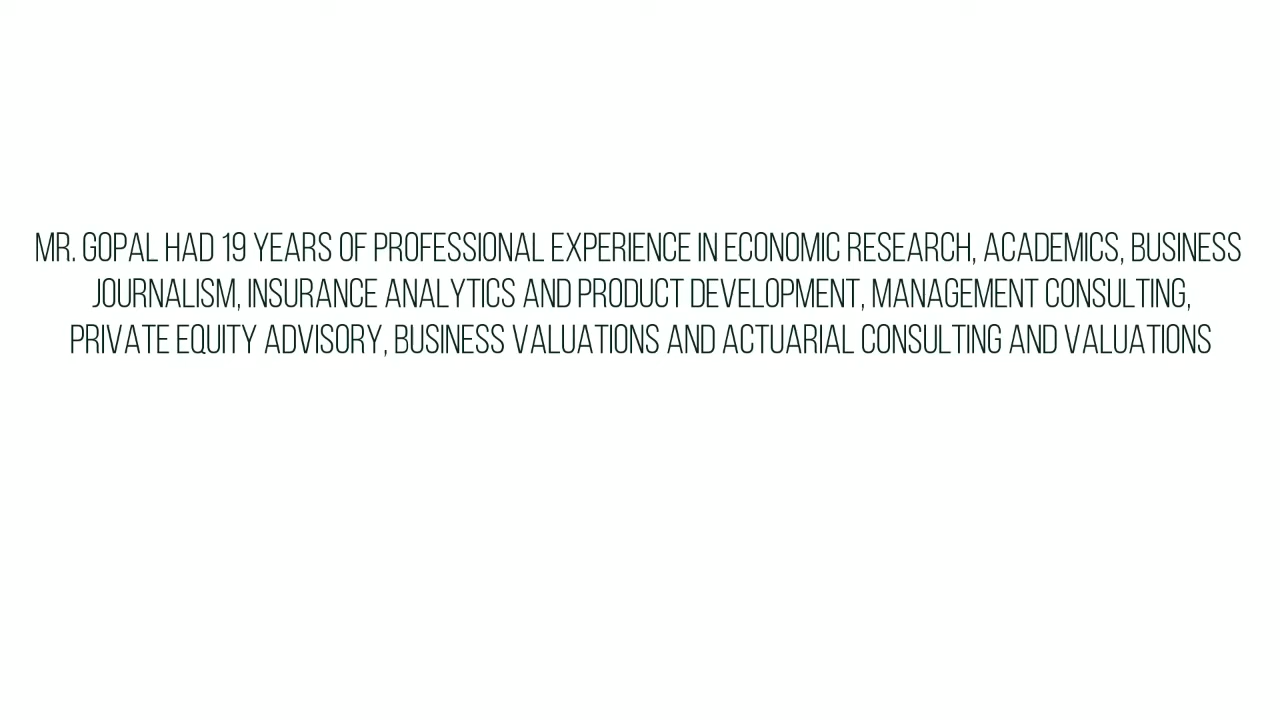 MR. GOPAL HAD 19 YEARS OF PROFESSIONAL EXPERIENCE IN ECONOMIC RESEARCH, ACADEMICS, BUSINESS
JOURNALISM, INSURANCE ANALYTICS AND PRODUCT DEVELOPMENT, MANAGEMENT CONSULTING,
PRIVATE EQUITY ADVISORY, BUSINESS VALUATIONS AND ACTUARIAL CONSULTING AND VALUATIONS